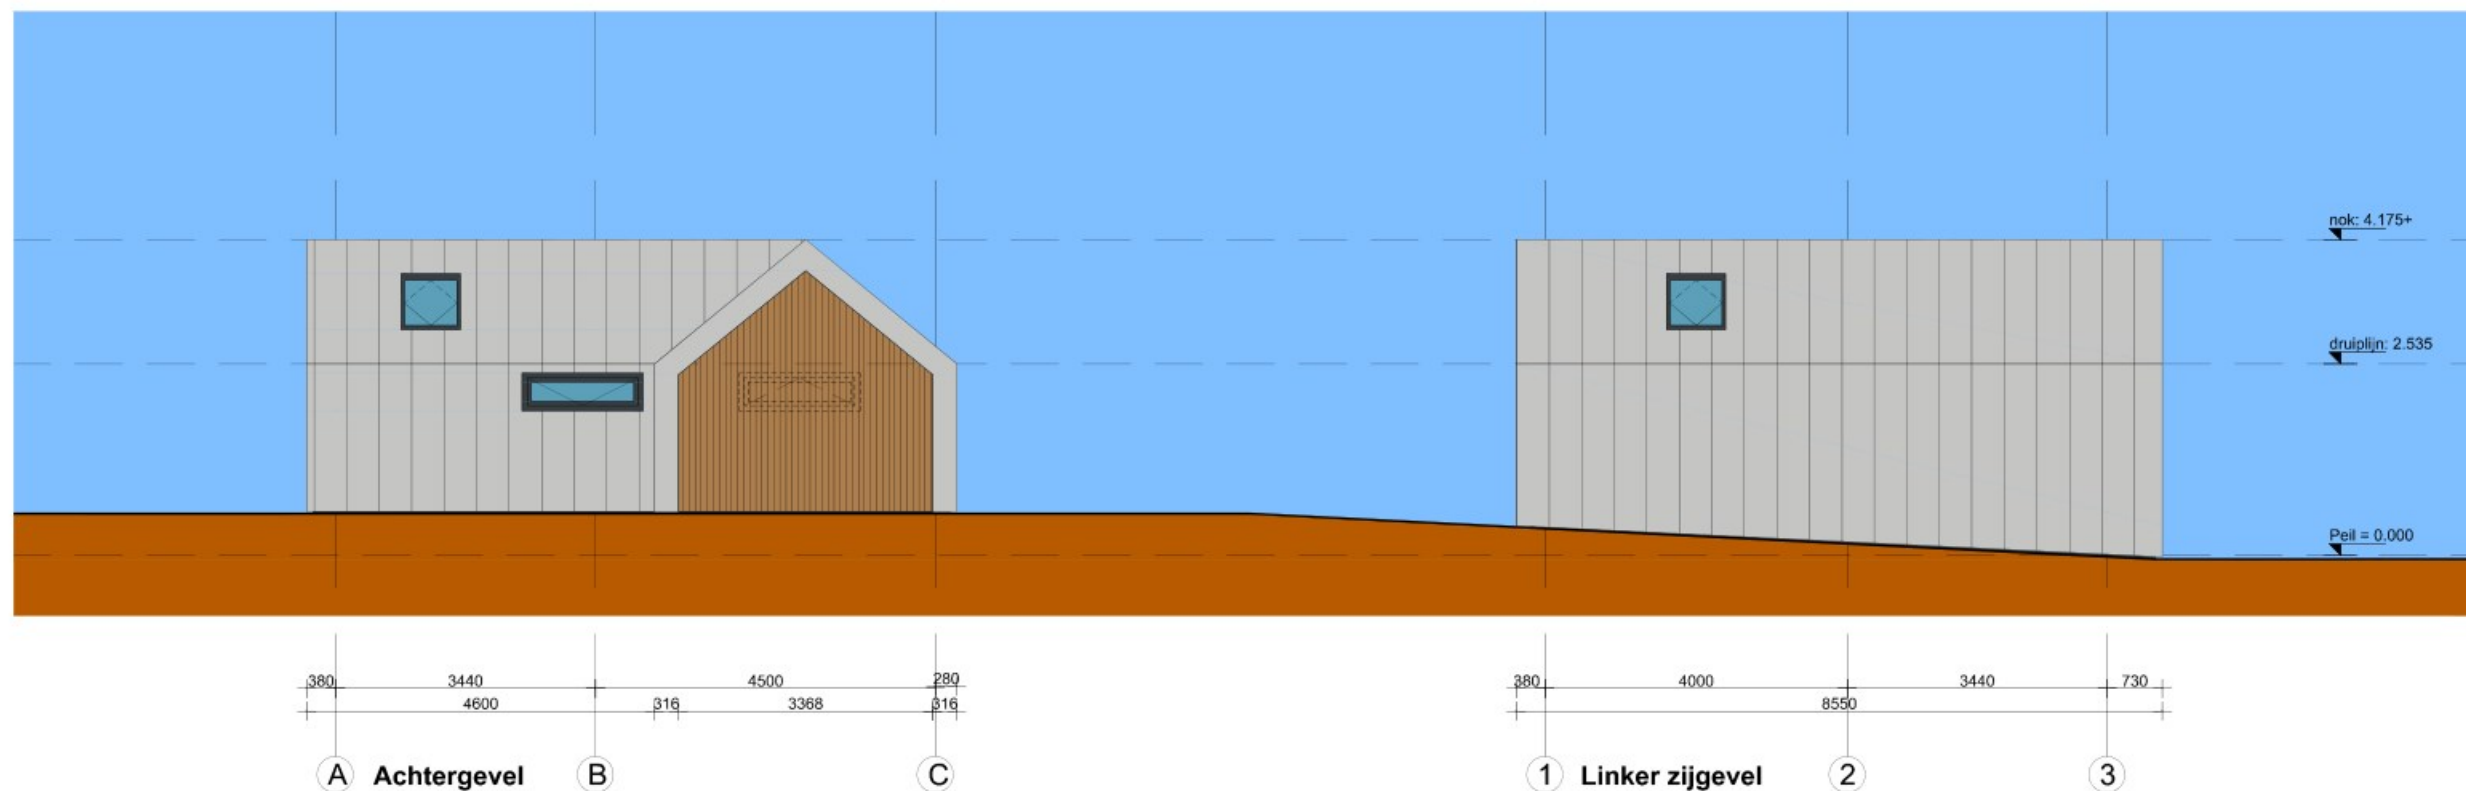 nok: 4.175+
druiplijn: 2.535
Peil = 0.000
380 3440 4500 280
4600 316 3368 316
380 4000 3440 730
8550
A Achtergevel B C
1 Linker zijgevel 2 3